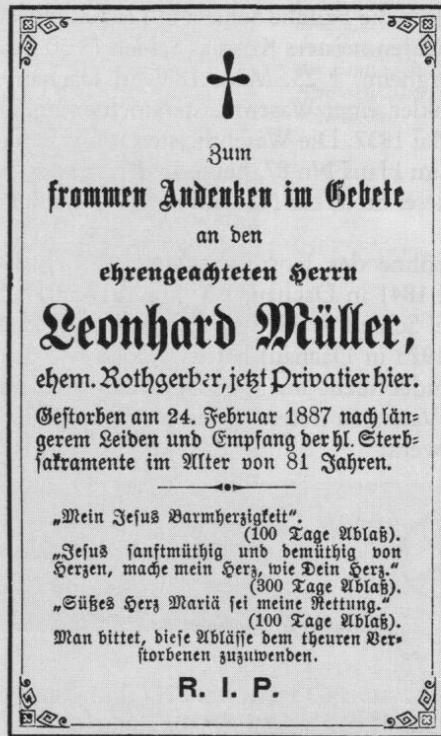 Zum
frommen Andenken im Gebete
an den
ehrengeachteten Herrn
Leonhard Müller,
ehem. Rothgerber, jetzt Privatier hier.
Gestorben am 24. Februar 1887 nach län=
gerem Leiden und Empfang der hl. Sterb=
sakramente im Alter von 81 Jahren.
„Mein Jesus Barmherzigkeit".
(100 Tage Ablaß).
„Jesus sanftmüthig und demüthig von
Herzen, mache mein Herz, wie Dein Herz."
(300 Tage Ablaß).
„Süßes Herz Mariä sei meine Rettung."
(100 Tage Ablaß).
Man bittet, diese Ablässe dem theuren Ver=
storbenen zuzuwenden.
R. I. P.